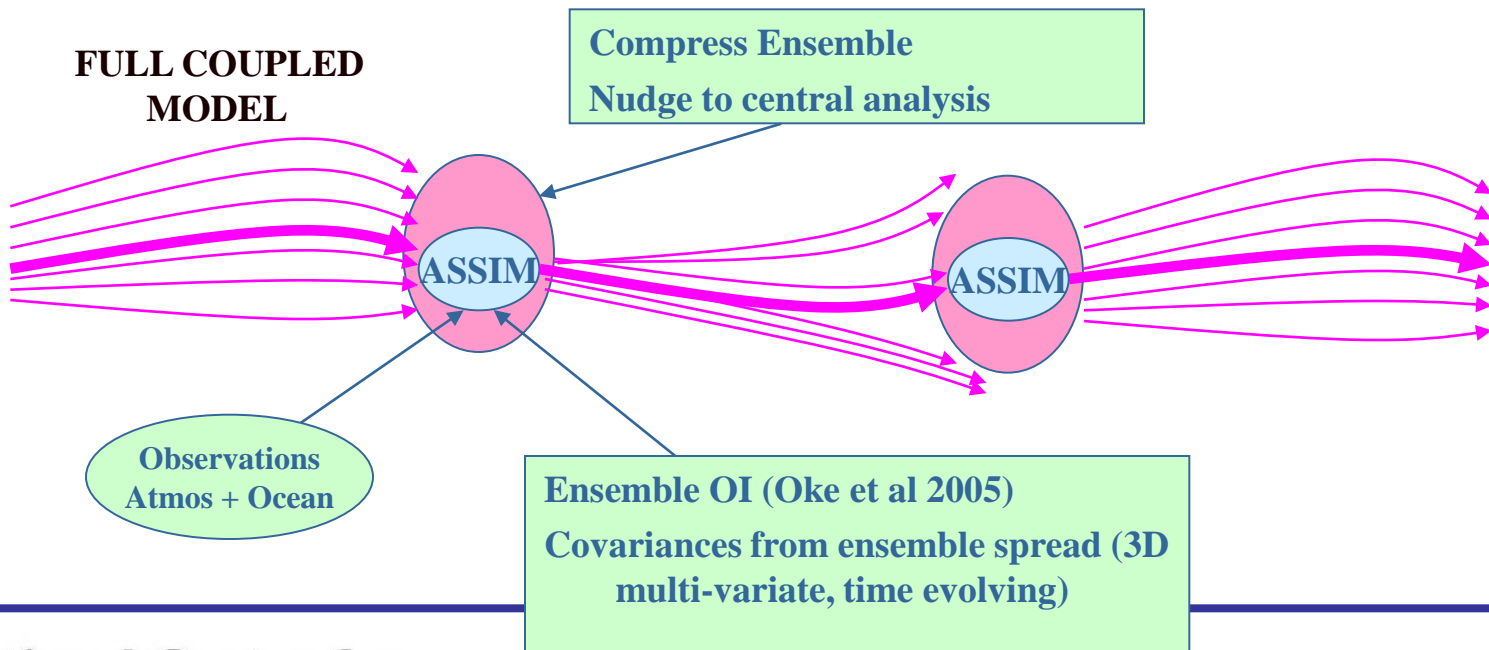 FULL COUPLED
MODEL
Compress Ensemble
Nudge to central analysis
ASSIM
ASSIM
Observations
Atmos + Ocean
Ensemble OI (Oke et al 2005)
Covariances from ensemble spread (3D
multi-variate, time evolving)